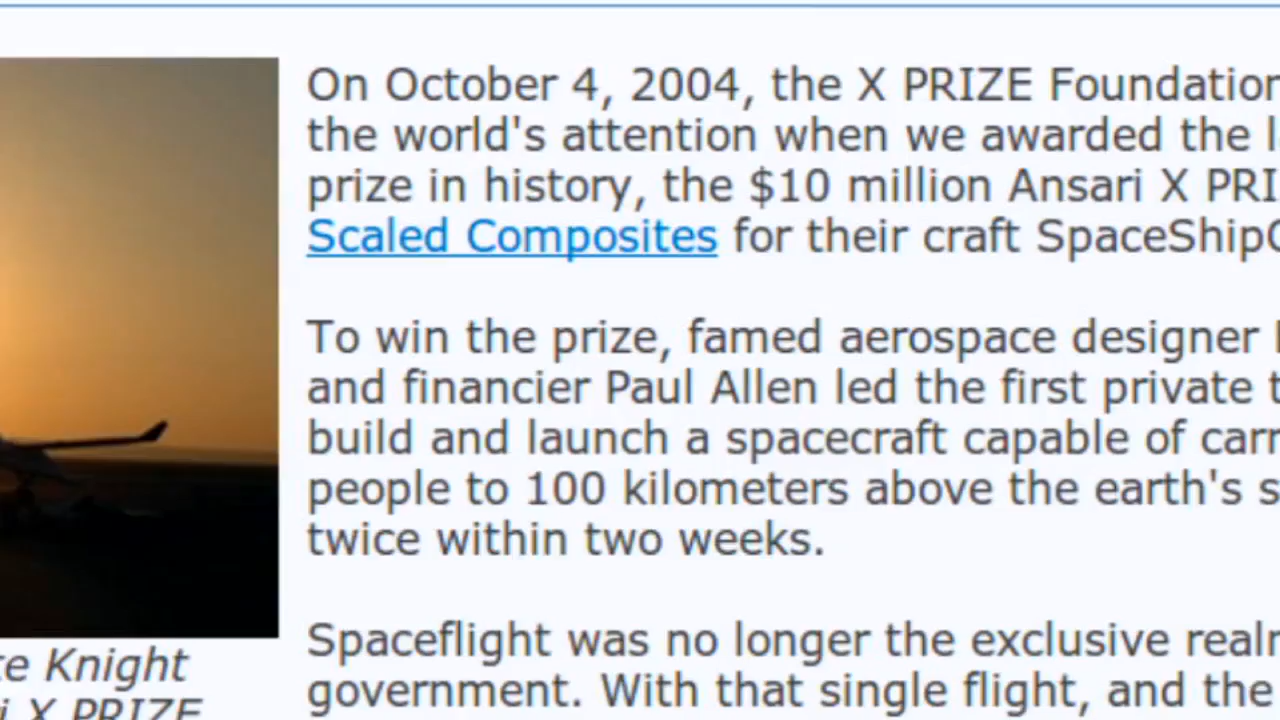 On October 4, 2004, the X PRIZE Foundation
the world's attention when we awarded the
prize in history, the $10 million Ansari X
Scaled Composites for their craft
To win the prize, famed aerospace designer
and financier Paul Allen led the first private
build and launch a spacecraft capable of
people to 100 kilometers above the earth's
twice within two weeks.
Spaceflight was no longer the exclusive
government. With that single flight, and the
Knight
X PRIZE